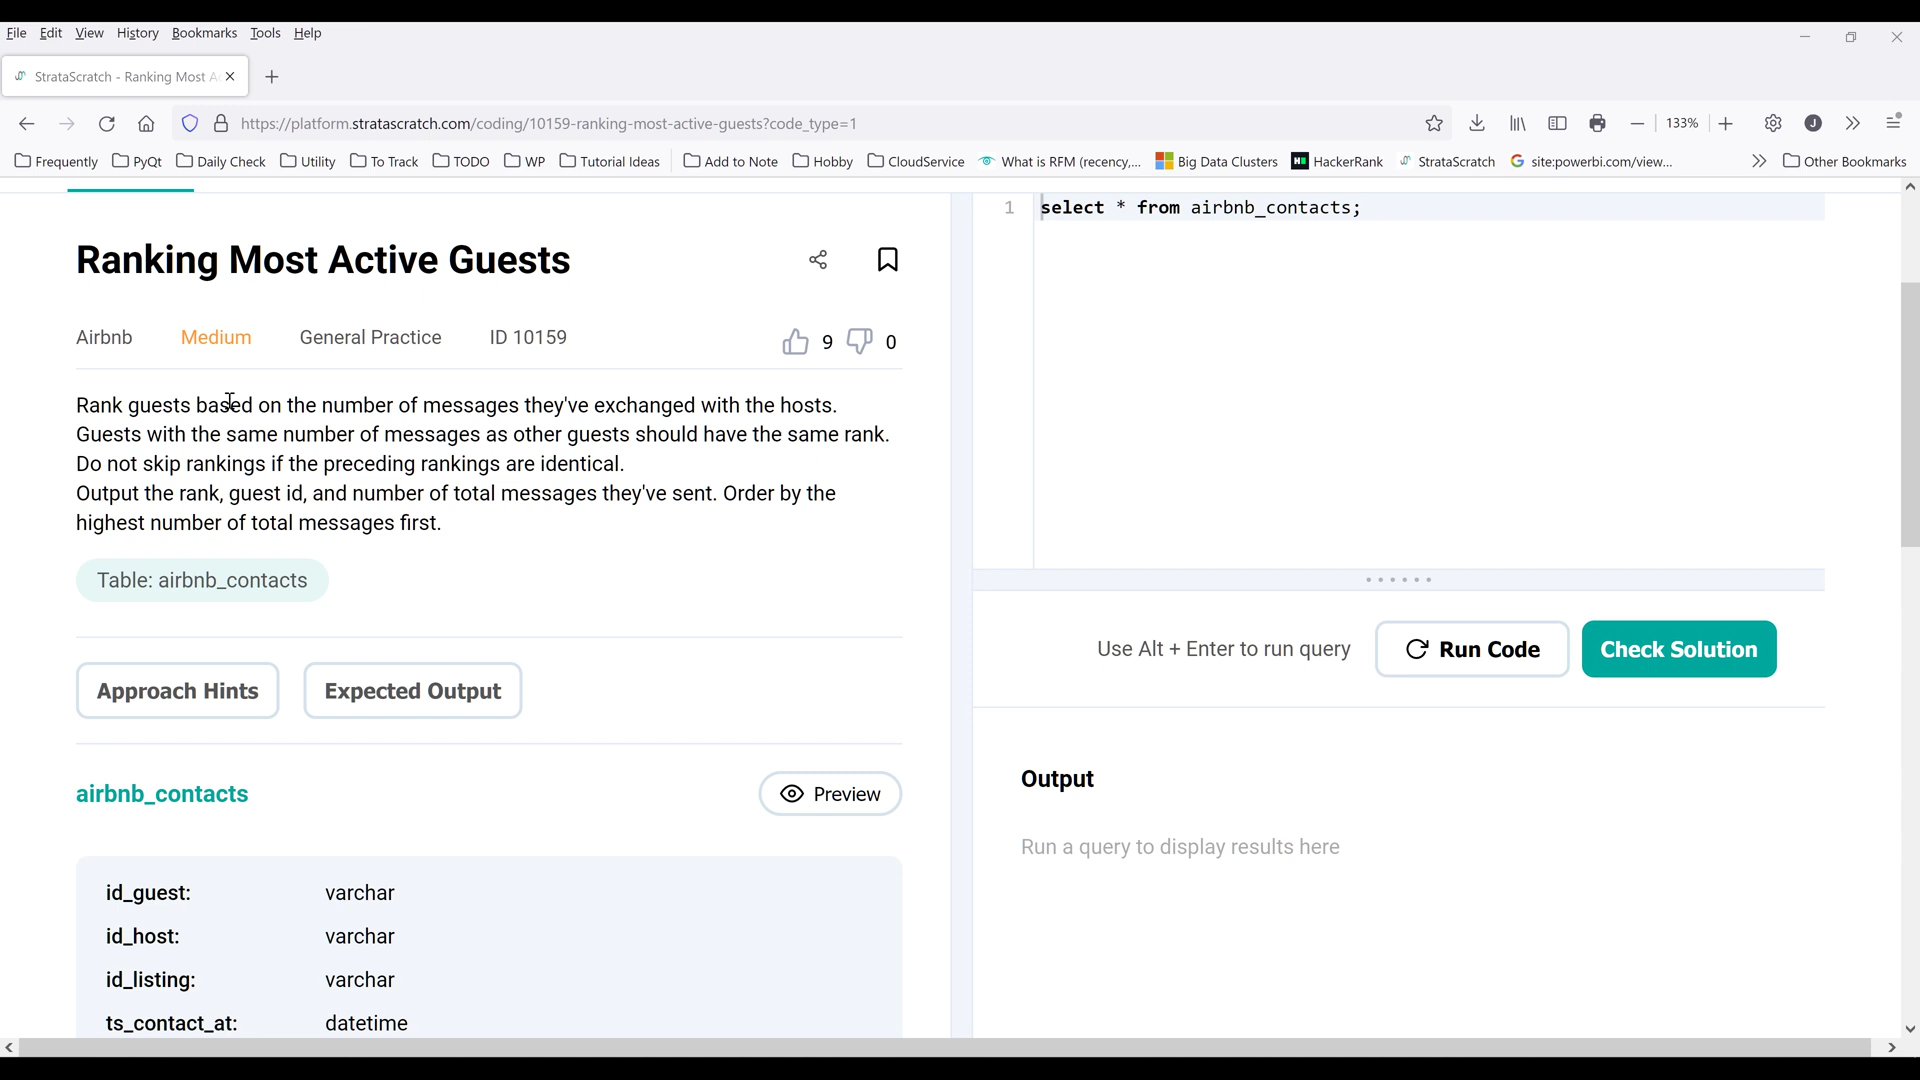 File Edit View History Bookmarks Tools Help
StrataScratch - Ranking Most A
https://platform.stratascratch.com/coding/10159-ranking-most-active-guests?code_type=1
133%
Frequently PyQt Daily Check Utility To Track TODO WP Tutorial Ideas Add to Note Hobby CloudService What is RFM (recency,... Big Data Clusters HackerRank StrataScratch site:powerbi.com/view... Other Bookmarks
1 select * from airbnb_contacts;
Ranking Most Active Guests
Airbnb Medium General Practice ID 10159 9 0
Rank guests based on the number of messages they've exchanged with the hosts.
Guests with the same number of messages as other guests should have the same rank.
Do not skip rankings if the preceding rankings are identical.
Output the rank, guest id, and number of total messages they've sent. Order by the
highest number of total messages first.
Table: airbnb_contacts
Approach Hints Expected Output
airbnb_contacts Preview
id_guest: varchar
id_host: varchar
id_listing: varchar
ts_contact_at: datetime
Use Alt + Enter to run query Run Code Check Solution
Output
Run a query to display results here